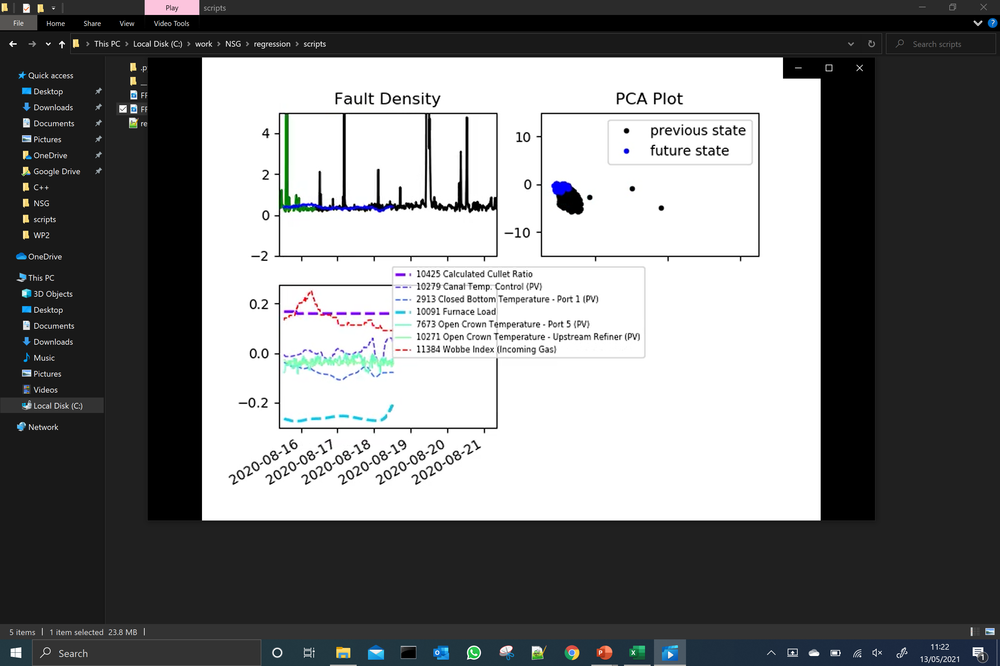 Play
scripts
File
Home
Share
View
Video Tools
This PC
Local Disk (C:)
work
NSG
regression
scripts
Search scripts
Quick access
Desktop
Downloads
Documents
Pictures
OneDrive
Google Drive
C++
NSG
scripts
WP2
OneDrive
This PC
3D Objects
Desktop
Documents
Downloads
Music
Pictures
Videos
Local Disk (C:)
Network
Fault Density
4
2
0
−2
PCA Plot
10
0
−10
previous state
future state
10425 Calculated Cullet Ratio
10279 Canal Temp. Control (PV)
2913 Closed Bottom Temperature - Port 1 (PV)
10091 Furnace Load
7673 Open Crown Temperature - Port 5 (PV)
10271 Open Crown Temperature - Upstream Refiner (PV)
11384 Wobbe Index (Incoming Gas)
0.2
0.0
−0.2
2020-08-16
2020-08-17
2020-08-18
2020-08-19
2020-08-20
2020-08-21
5 items
1 item selected 23.8 MB
Search
11:22
13/05/2021
1